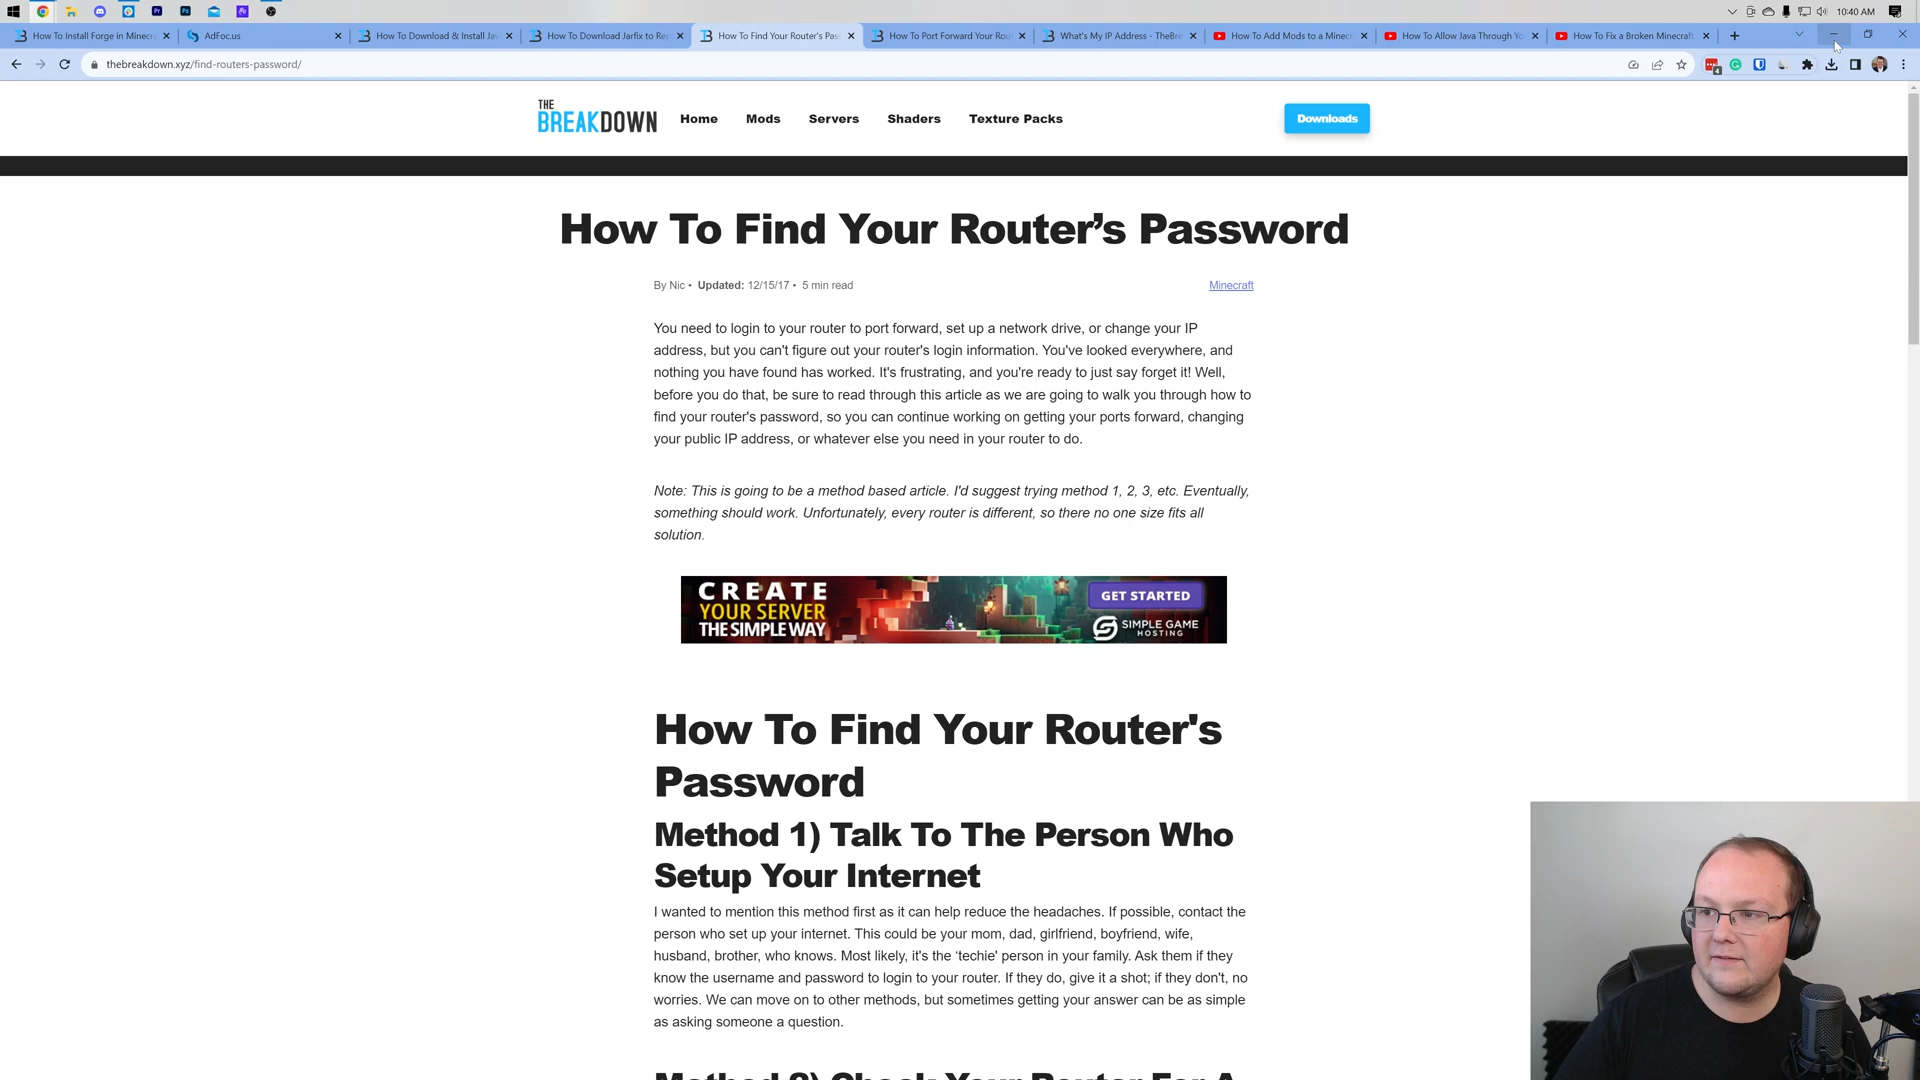 10:40 AM
How To Install Forge in Minecr
AdFoc.us
How To Download & Install Ja
How To Download Jarfix to Rep
How To Find Your Router's Pas
How To Port Forward Your Rou
What's My IP Address - TheBre
How To Add Mods to a Minec
How To Allow Java Through Yo
How To Fix a Broken Minecraft
thebreakdown.xyz/find-routers-password/
THE
BREAKDOWN
Home
Mods
Servers
Shaders
Texture Packs
Downloads
How To Find Your Router’s Password
By Nic • Updated: 12/15/17 • 5 min read
Minecraft
You need to login to your router to port forward, set up a network drive, or change your IP
address, but you can't figure out your router's login information. You've looked everywhere, and
nothing you have found has worked. It's frustrating, and you're ready to just say forget it! Well,
before you do that, be sure to read through this article as we are going to walk you through how to
find your router's password, so you can continue working on getting your ports forward, changing
your public IP address, or whatever else you need in your router to do.
Note: This is going to be a method based article. I'd suggest trying method 1, 2, 3, etc. Eventually,
something should work. Unfortunately, every router is different, so there no one size fits all
solution.
CREATE
YOUR SERVER
THE SIMPLE WAY
GET STARTED
SIMPLE GAME
HOSTING
How To Find Your Router's
Password
Method 1) Talk To The Person Who
Setup Your Internet
I wanted to mention this method first as it can help reduce the headaches. If possible, contact the
person who set up your internet. This could be your mom, dad, girlfriend, boyfriend, wife,
husband, brother, who knows. Most likely, it's the ‘techie' person in your family. Ask them if they
know the username and password to login to your router. If they do, give it a shot; if they don't, no
worries. We can move on to other methods, but sometimes getting your answer can be as simple
as asking someone a question.
Method 2) Check Your Router For A